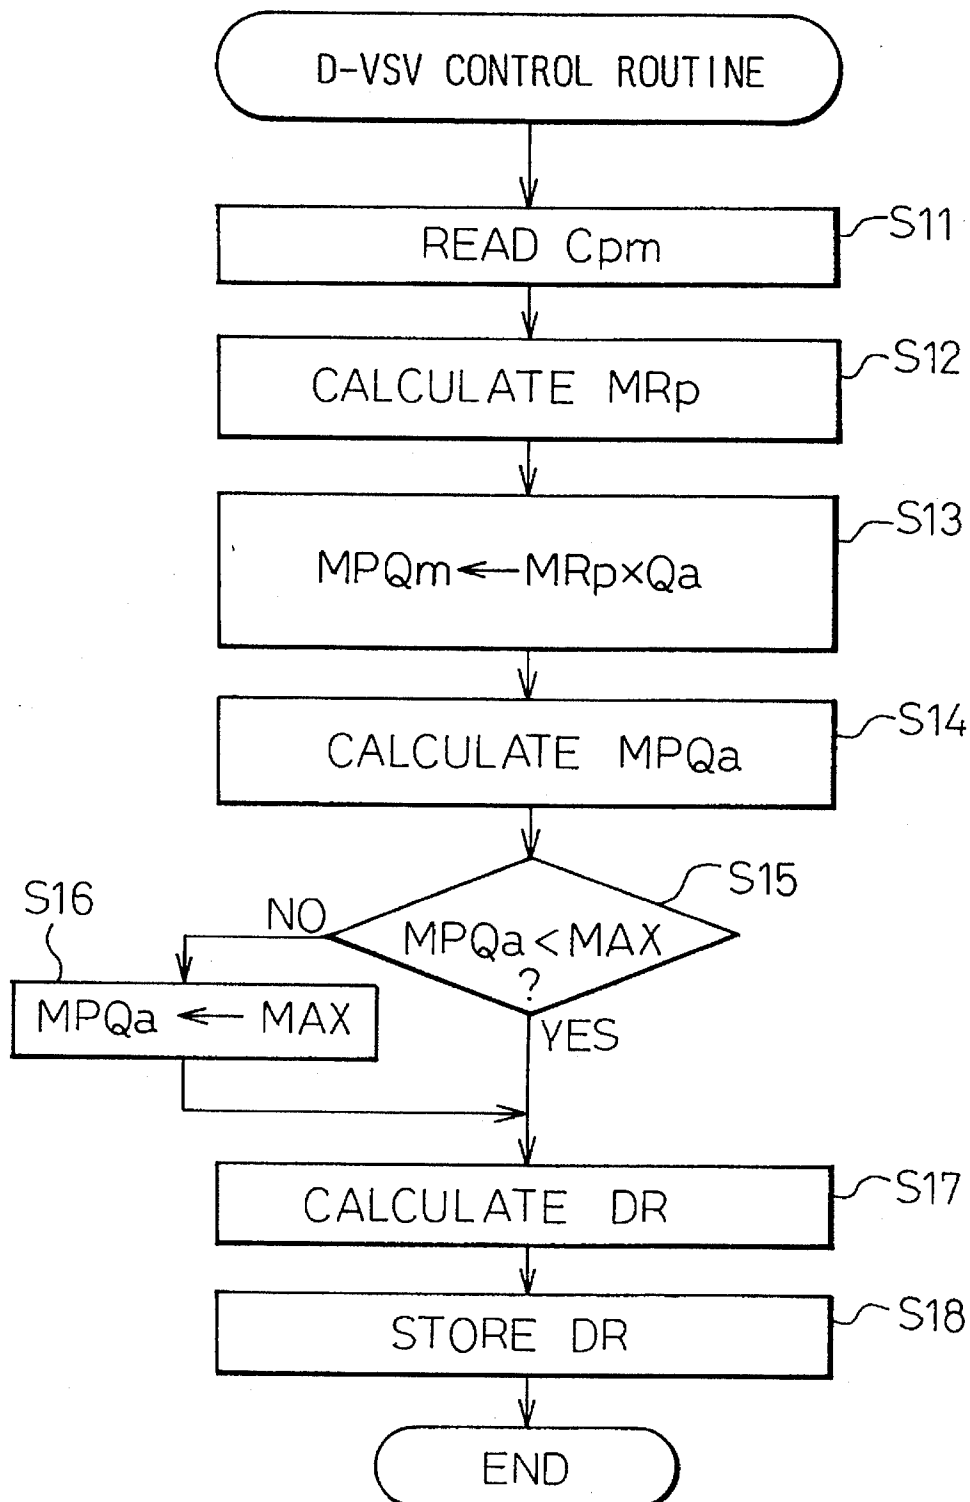 D-VSV CONTROL ROUTINE
READ Cpm
S11
CALCULATE MRp
S12
MPQm ← MRp×Qa
S13
CALCULATE MPQa
S14
MPQa < MAX
?
S15
NO
YES
S16
MPQa ← MAX
CALCULATE DR
S17
STORE DR
S18
END